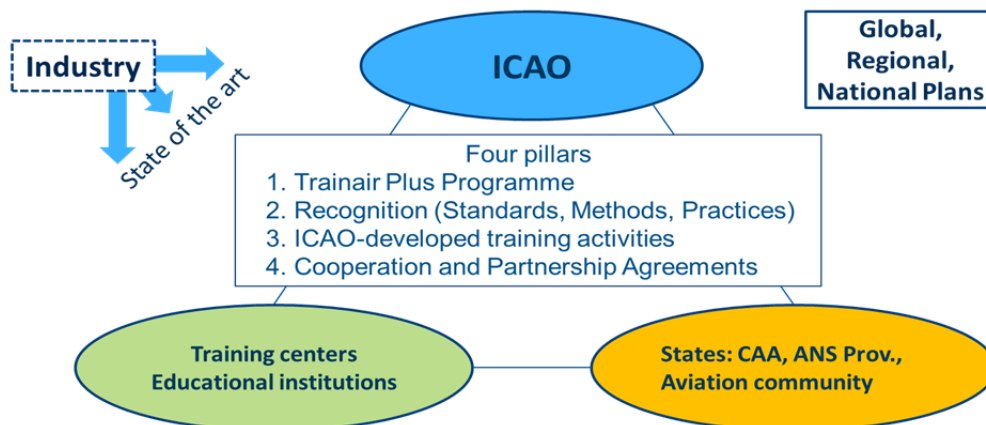 Industry
State of the art
ICAO
Global,
Regional,
National Plans
Four pillars
1. Trainair Plus Programme
2. Recognition (Standards, Methods, Practices)
3. ICAO-developed training activities
4. Cooperation and Partnership Agreements
Training centers
Educational institutions
States: CAA, ANS Prov.,
Aviation community